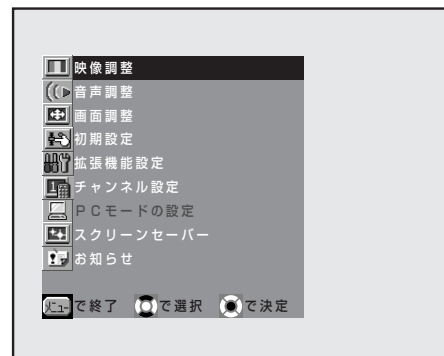 映像調整
音声調整
画面調整
初期設定
拡張機能設定
チャンネル設定
PCモードの設定
スクリーンセーバー
お知らせ
メニューで終了 で選択 で決定